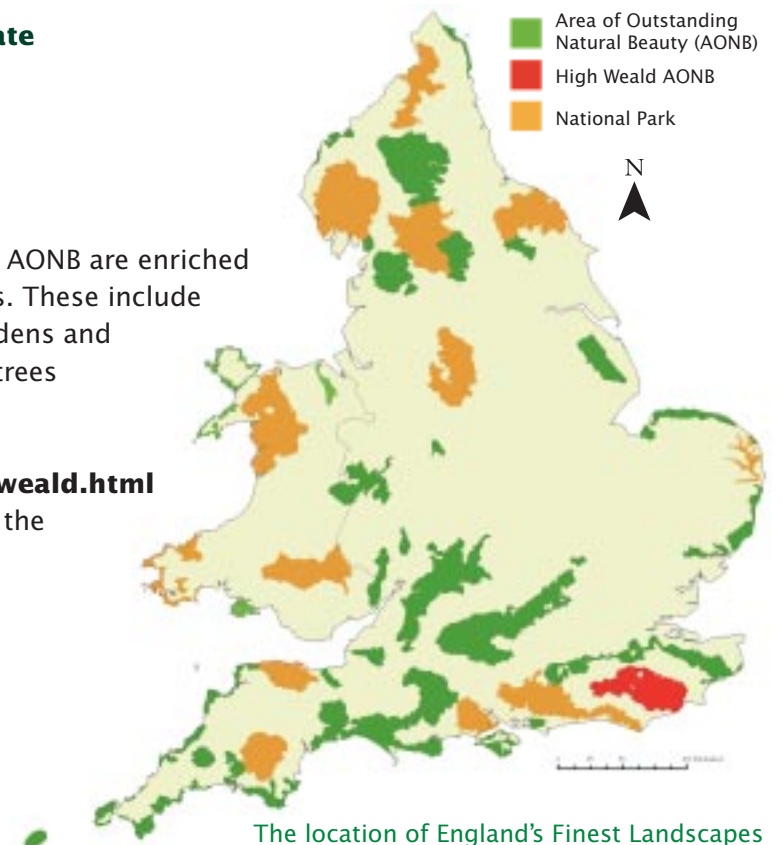 ate
Area of Outstanding
Natural Beauty (AONB)
High Weald AONB
National Park
N
AONB are enriched
s. These include
dens and
trees
weald.html
the
The location of England's Finest Landscapes